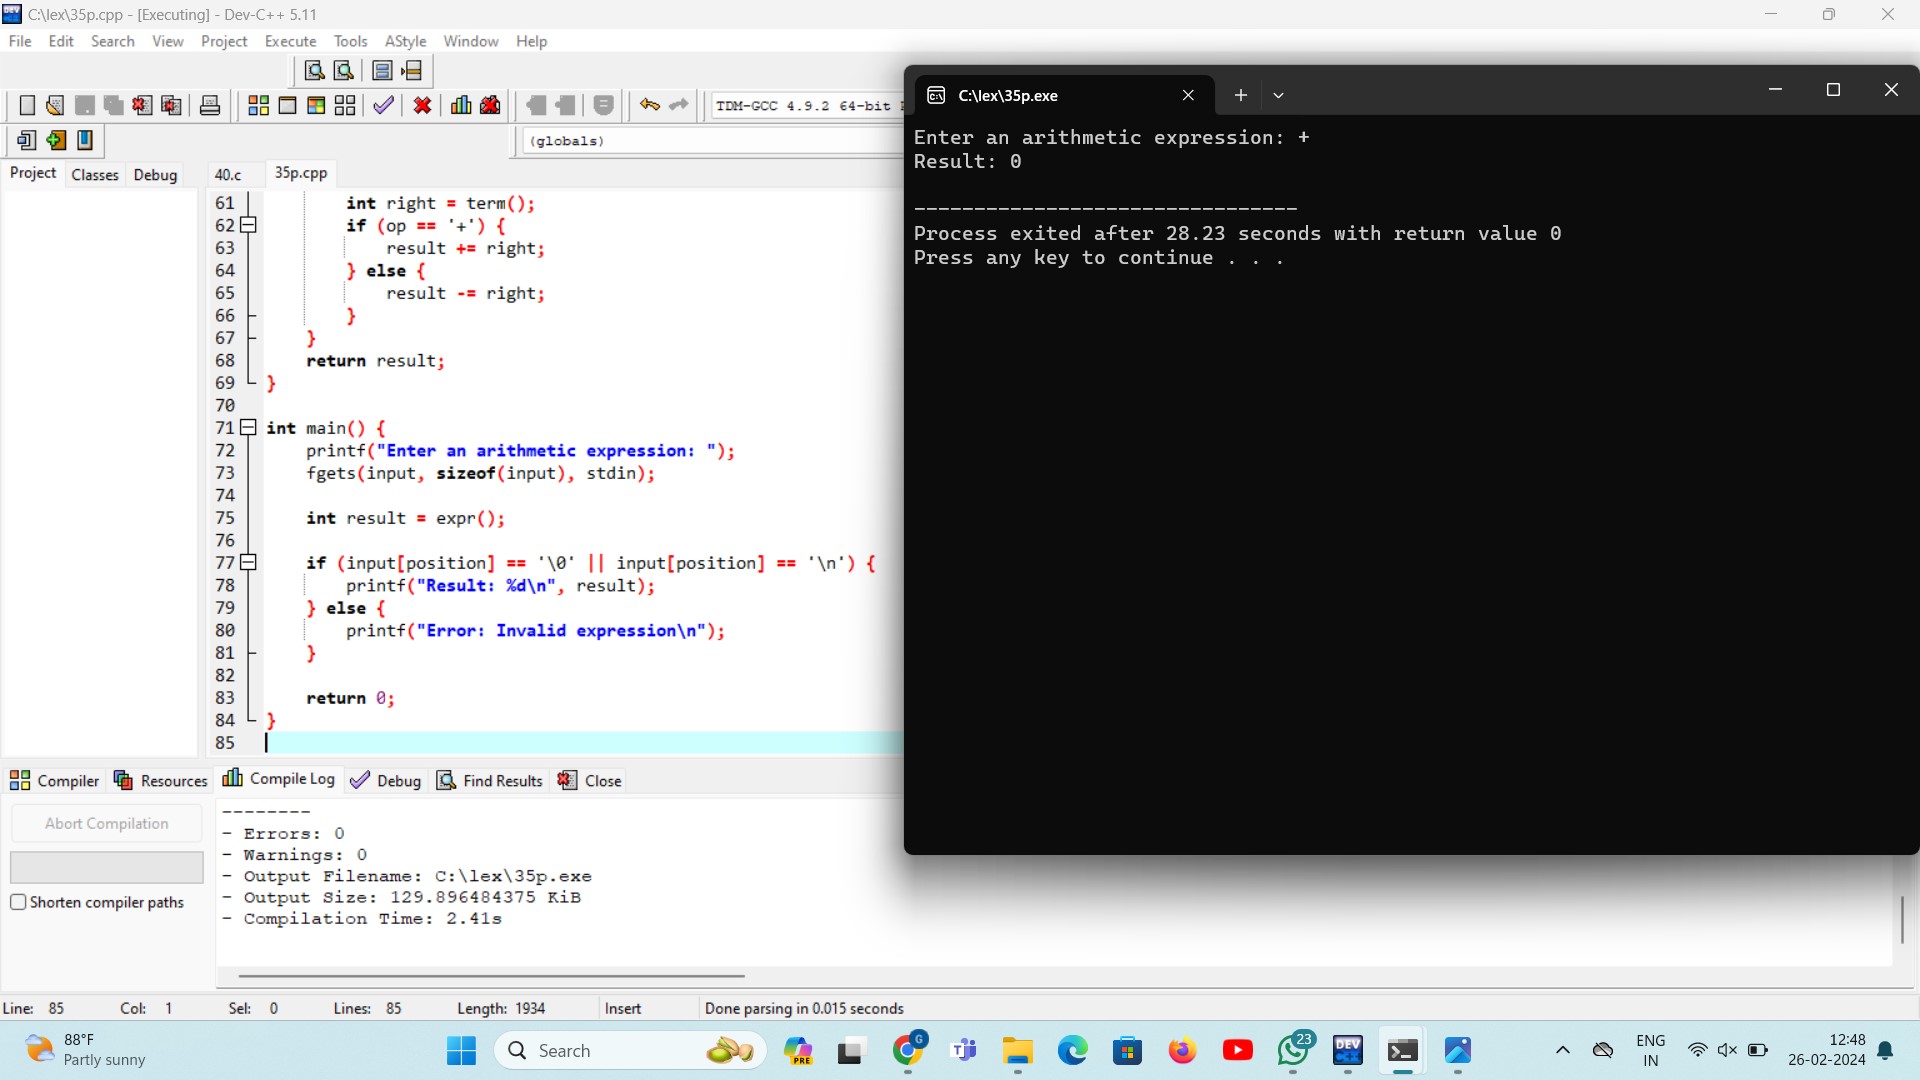 C:\lex\35p.cpp - [Executing] - Dev-C++ 5.11
File Edit Search View Project Execute Tools AStyle Window Help
TDM-GCC 4.9.2 64-bit
(globals)
Project Classes Debug
40.c 35p.cpp
61 int right = term();
62 if (op == '+') {
63 result += right;
64 } else {
65 result -= right;
66 }
67 }
68 return result;
69 }
70
71 int main() {
72 printf("Enter an arithmetic expression: ");
73 fgets(input, sizeof(input), stdin);
74
75 int result = expr();
76
77 if (input[position] == '\0' || input[position] == '\n') {
78 printf("Result: %d\n", result);
79 } else {
80 printf("Error: Invalid expression\n");
81 }
82
83 return 0;
84 }
85
C:\lex\35p.exe
Enter an arithmetic expression: +
Result: 0
--------------------------------
Process exited after 28.23 seconds with return value 0
Press any key to continue . . .
Compiler Resources Compile Log Debug Find Results Close
Abort Compilation
Shorten compiler paths
--------
- Errors: 0
- Warnings: 0
- Output Filename: C:\lex\35p.exe
- Output Size: 129.896484375 KiB
- Compilation Time: 2.41s
Line: 85 Col: 1 Sel: 0 Lines: 85 Length: 1934 Insert Done parsing in 0.015 seconds
88°F
Partly sunny
Search
PRE
G
23
DEV
C++
ENG
IN
12:48
26-02-2024